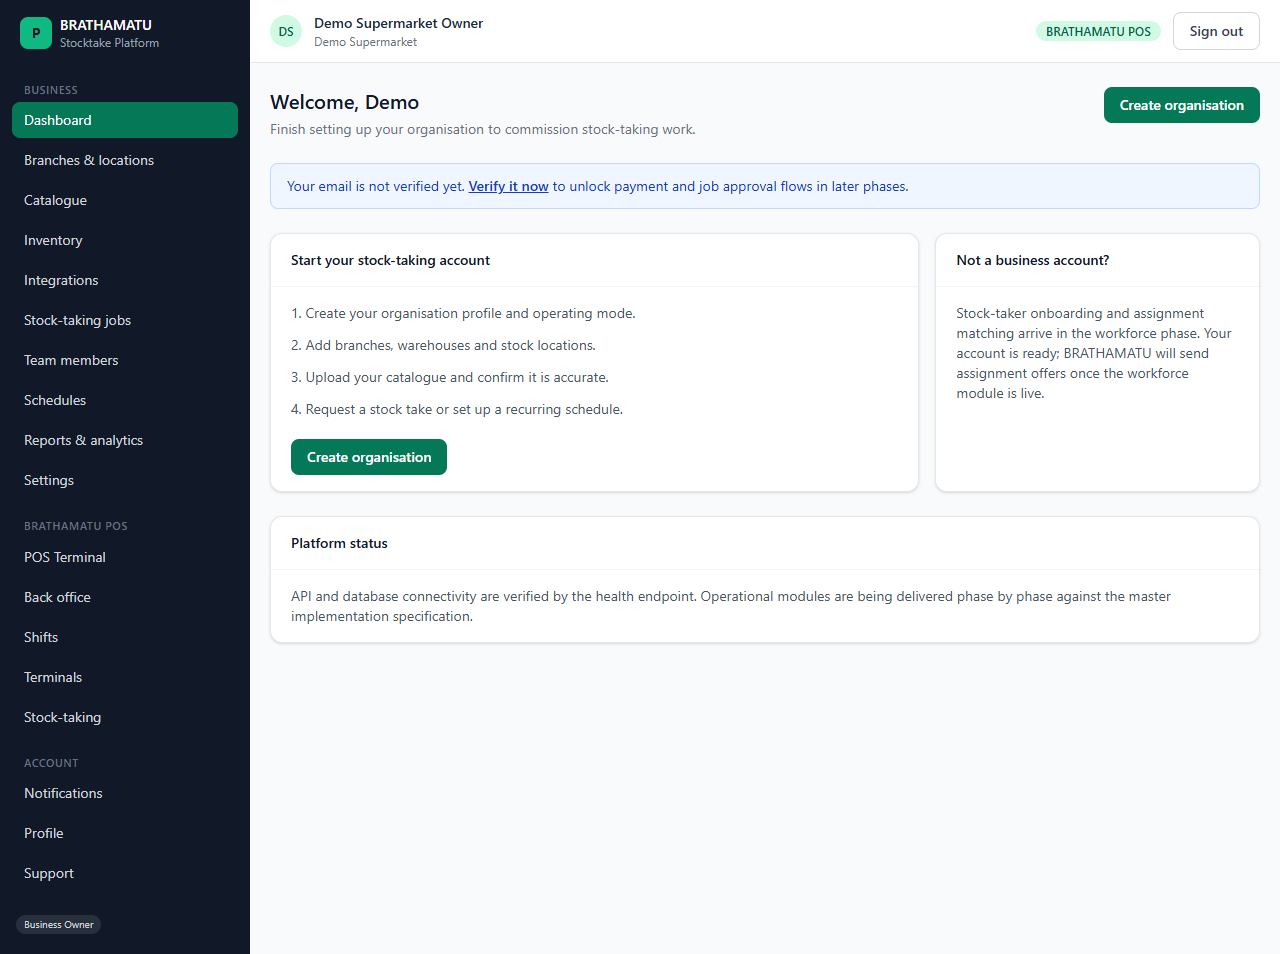 P
BRATHAMATU
Stocktake Platform
BUSINESS
Dashboard
Branches & locations
Catalogue
Inventory
Integrations
Stock-taking jobs
Team members
Schedules
Reports & analytics
Settings
BRATHAMATU POS
POS Terminal
Back office
Shifts
Terminals
Stock-taking
ACCOUNT
Notifications
Profile
Support
Business Owner
DS
Demo Supermarket Owner
Demo Supermarket
BRATHAMATU POS
Sign out
Welcome, Demo
Finish setting up your organisation to commission stock-taking work.
Create organisation
Your email is not verified yet. Verify it now to unlock payment and job approval flows in later phases.
Start your stock-taking account
1. Create your organisation profile and operating mode.
2. Add branches, warehouses and stock locations.
3. Upload your catalogue and confirm it is accurate.
4. Request a stock take or set up a recurring schedule.
Create organisation
Not a business account?
Stock-taker onboarding and assignment
matching arrive in the workforce phase. Your
account is ready; BRATHAMATU will send
assignment offers once the workforce
module is live.
Platform status
API and database connectivity are verified by the health endpoint. Operational modules are being delivered phase by phase against the master
implementation specification.